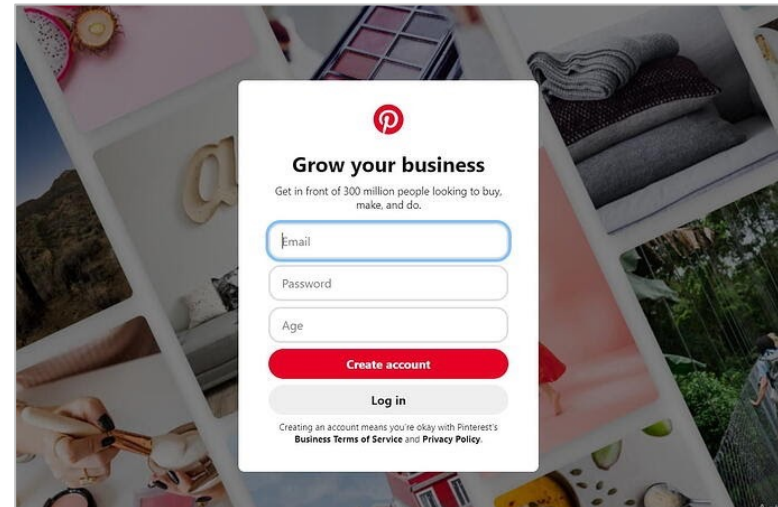 Grow your business
Get in front of 300 million people looking to buy,
make, and do.
Email
Password
Age
Create account
Log in
Creating an account means you're okay with Pinterest's
Business Terms of Service and Privacy Policy.